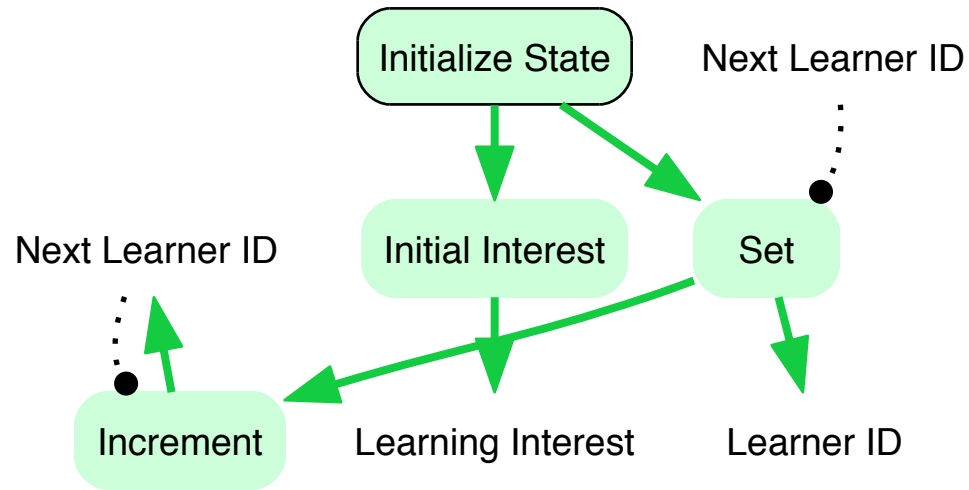 Initialize State
Next Learner ID
Next Learner ID
Initial Interest
Set
Increment
Learning Interest
Learner ID